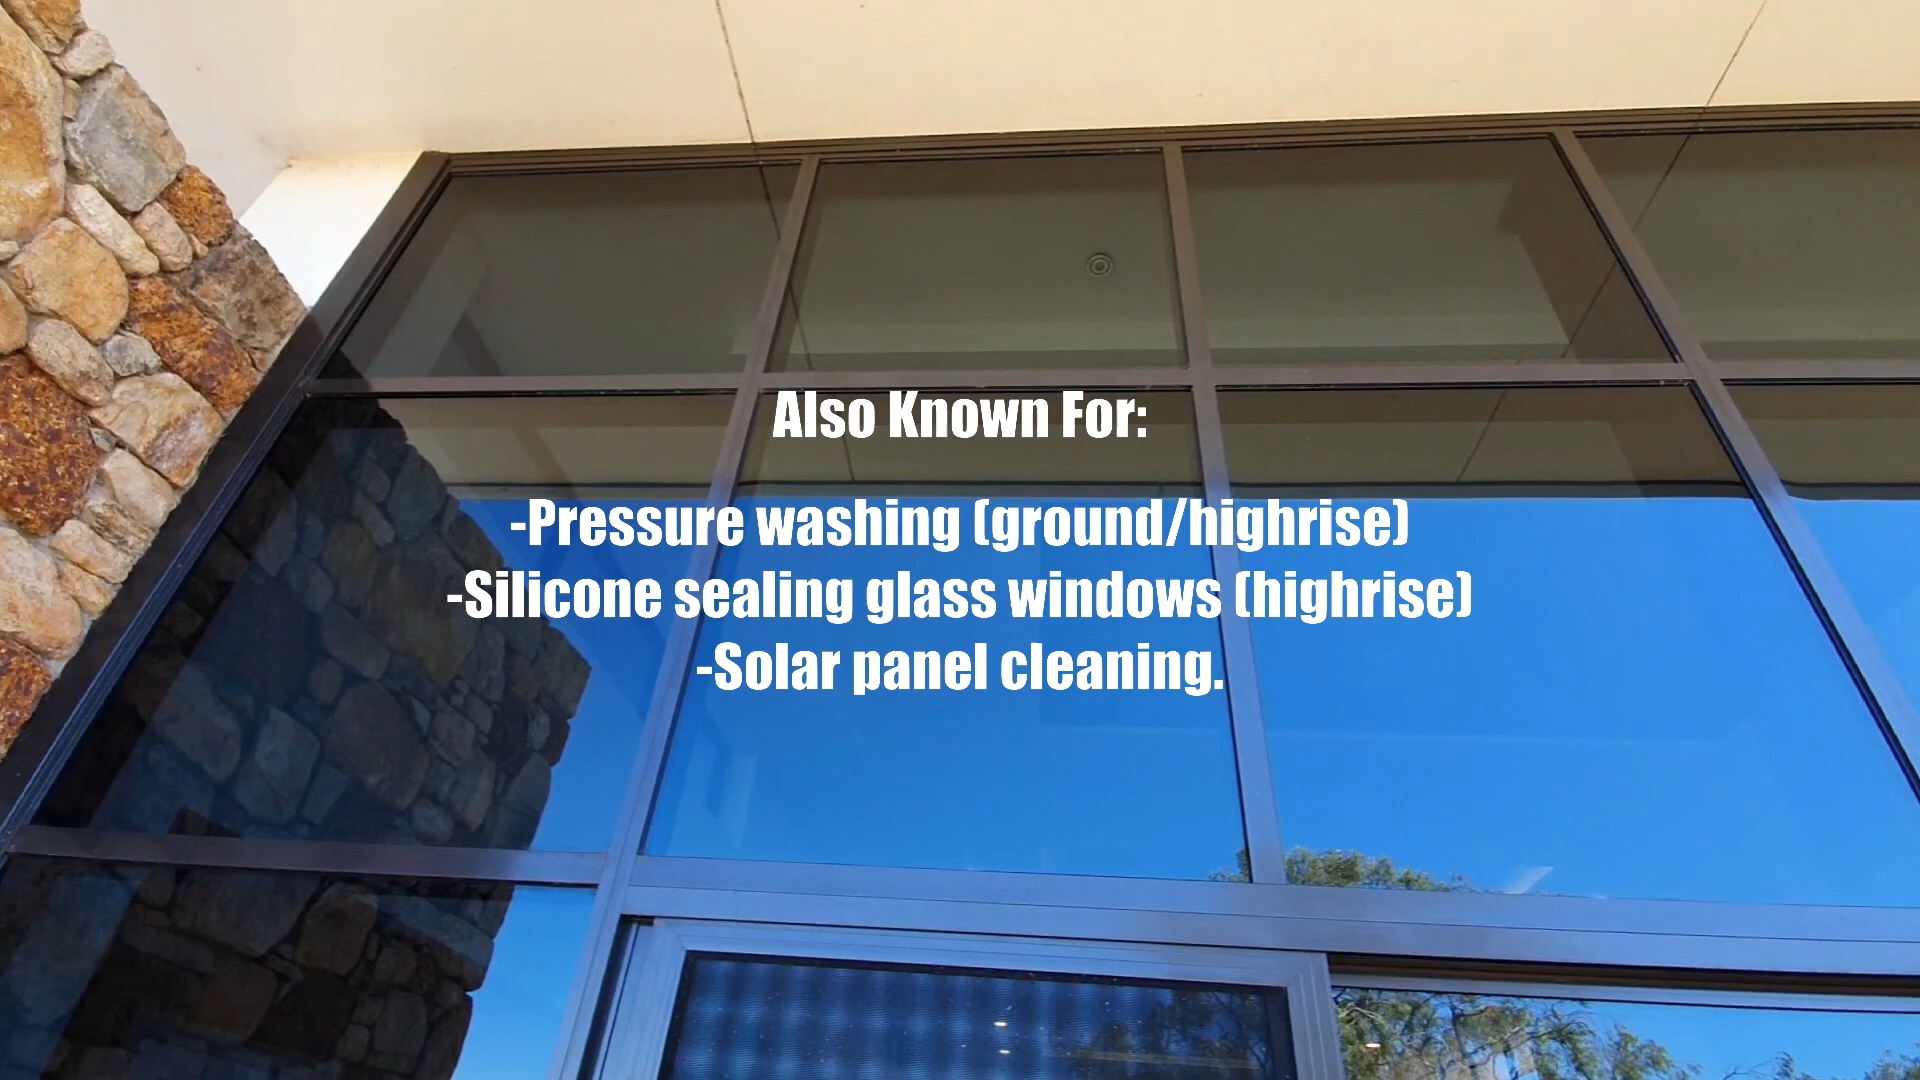 Also Known For:
-Pressure washing (ground/highrise)
-Silicone sealing glass windows (highrise)
-Solar panel cleaning.